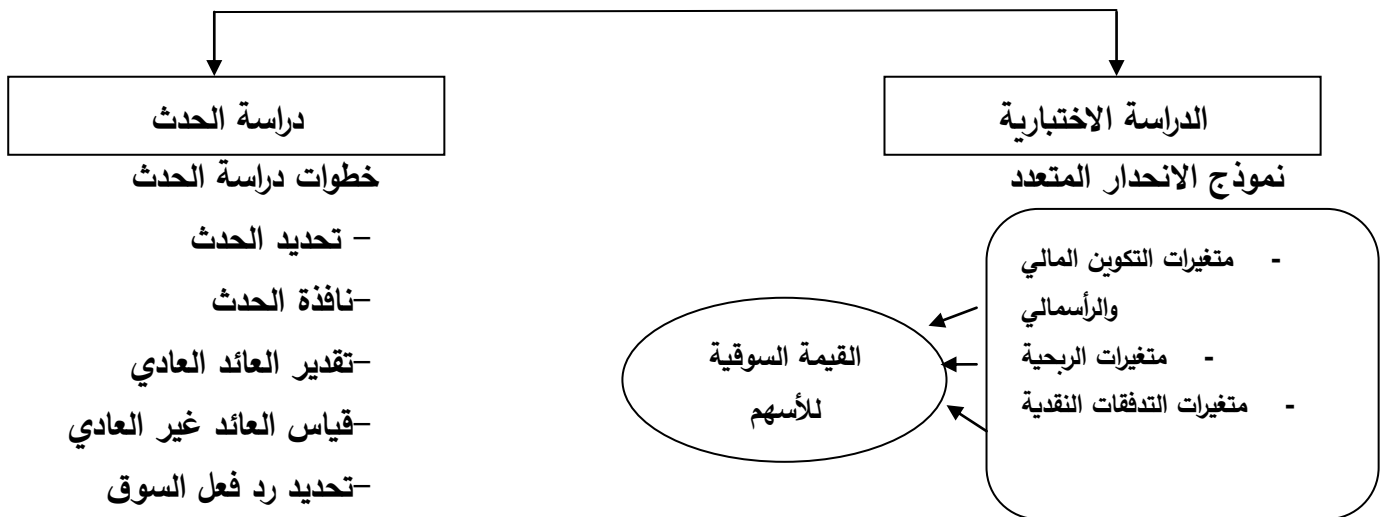 الدراسة الاختبارية
نموذج الانحدار المتعدد
- متغيرات التكوين المالي
والرأسمالي
- متغيرات الربحية
- متغيرات التدفقات النقدية
القيمة السوقية
للأسهم
دراسة الحدث
خطوات دراسة الحدث
- تحديد الحدث
-نافذة الحدث
-تقدير العائد العادي
-قياس العائد غير العادي
-تحديد رد فعل السوق